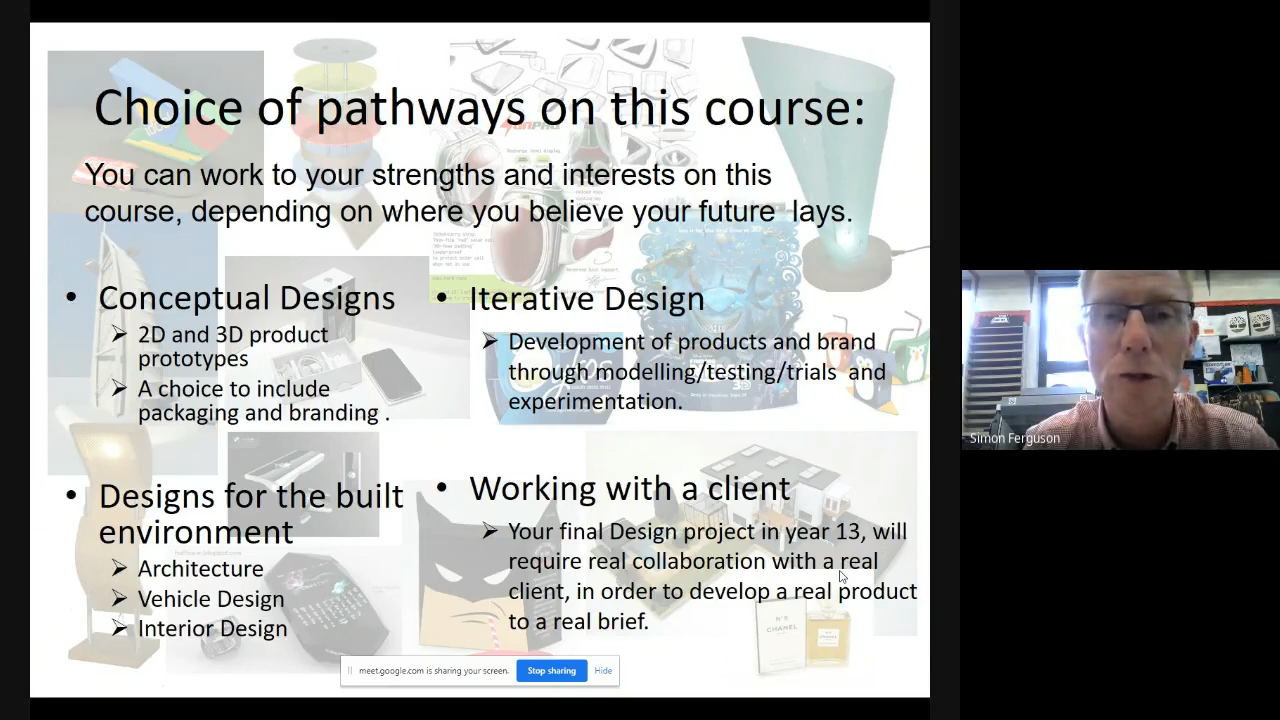 Choice of pathways on this course:
You can work to your strengths and interests on this
course, depending on where you believe your future  lays.
• Conceptual Designs
➢ 2D and 3D product
prototypes
➢ A choice to include
packaging and branding .
• Designs for the built
environment
➢ Architecture
➢ Vehicle Design
➢ Interior Design
• Iterative Design
➢ Development of products and brand
through modelling/testing/trials  and
experimentation.
• Working with a client
➢ Your final Design project in year 13, will
require real collaboration with a real
client, in order to develop a real product
to a real brief.
N°5
CHANEL
meet.google.com is sharing your screen.
Stop sharing
Hide
Simon Ferguson